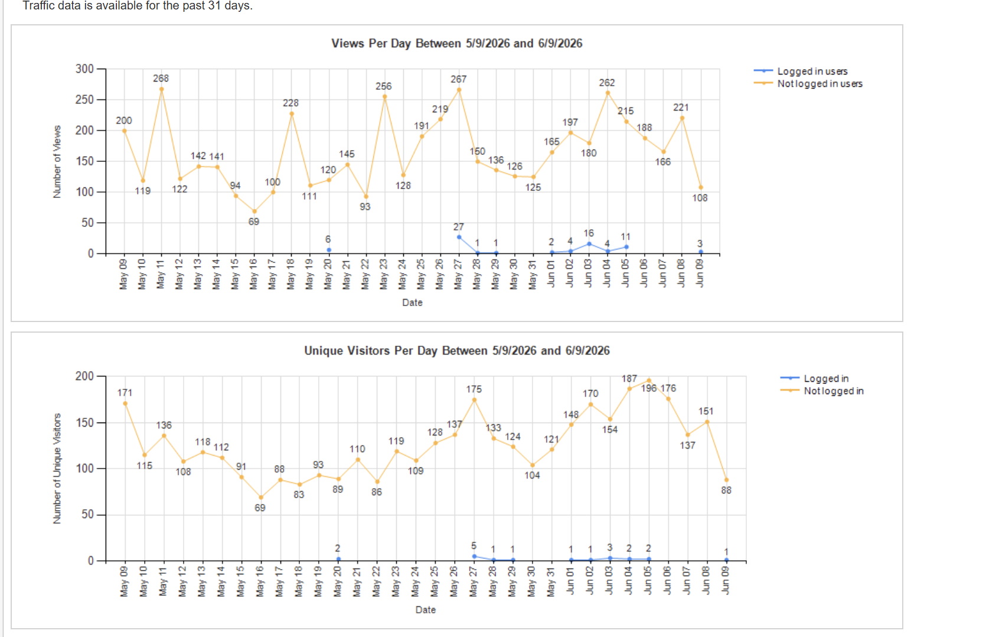 Traffic data is available for the past 31 days.
Views Per Day Between 5/9/2026 and 6/9/2026
Number of Views
300
250
200
150
100
50
0
200
119
268
122
142
141
94
69
100
228
111
120
145
93
256
128
191
219
267
150
136
126
125
165
197
180
262
215
188
166
221
108
6
27
1
1
2
4
16
4
11
3
May 09
May 10
May 11
May 12
May 13
May 14
May 15
May 16
May 17
May 18
May 19
May 20
May 21
May 22
May 23
May 24
May 25
May 26
May 27
May 28
May 29
May 30
May 31
Jun 01
Jun 02
Jun 03
Jun 04
Jun 05
Jun 06
Jun 07
Jun 08
Jun 09
Date
Logged in users
Not logged in users
Unique Visitors Per Day Between 5/9/2026 and 6/9/2026
Number of Unique Visitors
200
150
100
50
0
171
115
136
108
118
112
91
69
88
83
93
89
110
86
119
109
128
137
175
133
124
104
121
148
170
154
187
196
176
137
151
88
2
5
1
1
1
1
3
2
2
1
May 09
May 10
May 11
May 12
May 13
May 14
May 15
May 16
May 17
May 18
May 19
May 20
May 21
May 22
May 23
May 24
May 25
May 26
May 27
May 28
May 29
May 30
May 31
Jun 01
Jun 02
Jun 03
Jun 04
Jun 05
Jun 06
Jun 07
Jun 08
Jun 09
Date
Logged in
Not logged in